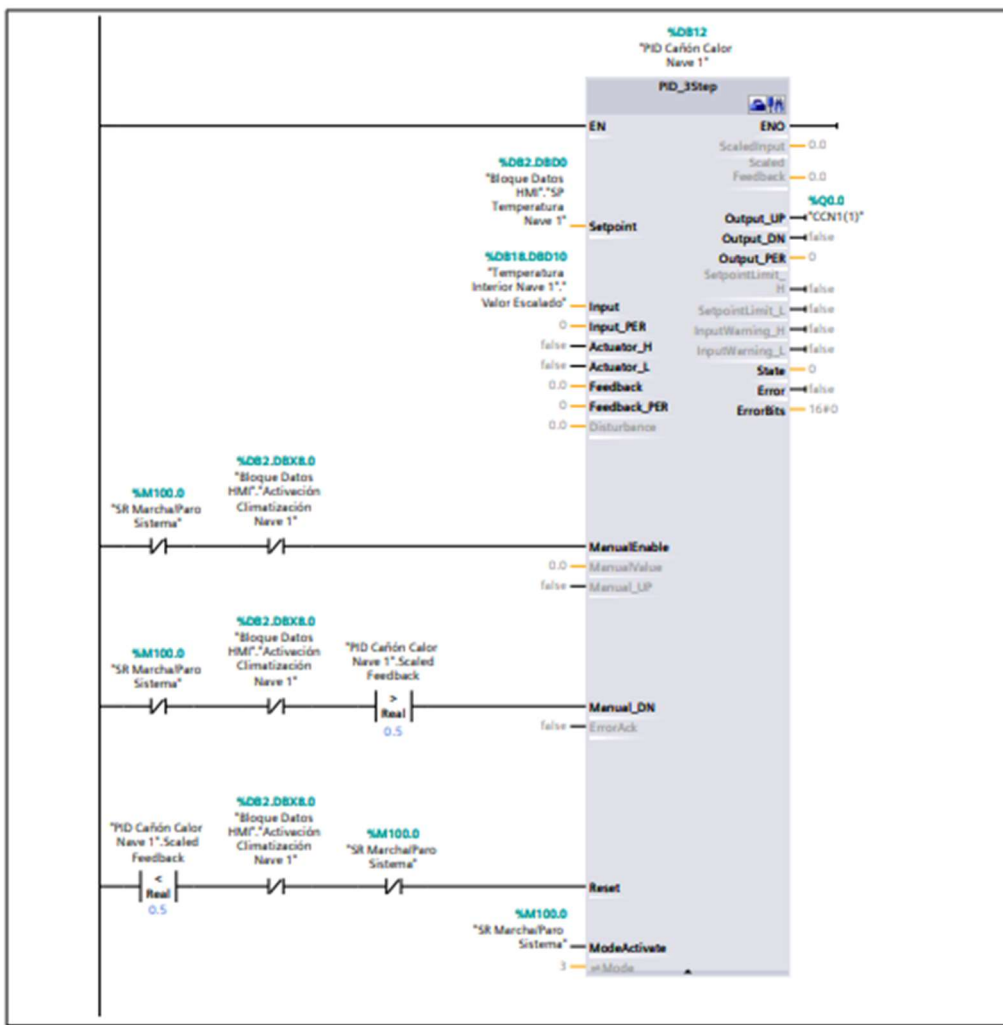 %DB12
"PID Cañón Calor
Nave 1"
PID_3Step
EN
ENO
ScaledInput
0.0
Scaled
Feedback
0.0
%DB2.DBD0
"Bloque Datos
HMI"."SP
Temperatura
Nave 1"
Setpoint
%Q0.0
Output_UP
"CCN1(1)"
Output_DN
false
Output_PER
0
SetpointLimit_
H
false
%DB18.DBD10
"Temperatura
Interior Nave 1"."
Valor Escalado"
Input
SetpointLimit_L
false
0
Input_PER
InputWarning_H
false
false
Actuator_H
InputWarning_L
false
false
Actuator_L
State
0
0.0
Feedback
Error
false
0
Feedback_PER
ErrorBits
16#0
0.0
Disturbance
%M100.0
"SR Marcha/Paro
Sistema"
%DB2.DBX8.0
"Bloque Datos
HMI"."Activación
Climatización
Nave 1"
ManualEnable
0.0
ManualValue
false
Manual_UP
%M100.0
"SR Marcha/Paro
Sistema"
%DB2.DBX8.0
"Bloque Datos
HMI"."Activación
Climatización
Nave 1"
"PID Cañón Calor
Nave 1".Scaled
Feedback
>
Real
0.5
Manual_DN
false
ErrorAck
"PID Cañón Calor
Nave 1".Scaled
Feedback
<
Real
0.5
%DB2.DBX8.0
"Bloque Datos
HMI"."Activación
Climatización
Nave 1"
%M100.0
"SR Marcha/Paro
Sistema"
Reset
%M100.0
"SR Marcha/Paro
Sistema"
ModeActivate
3
Mode